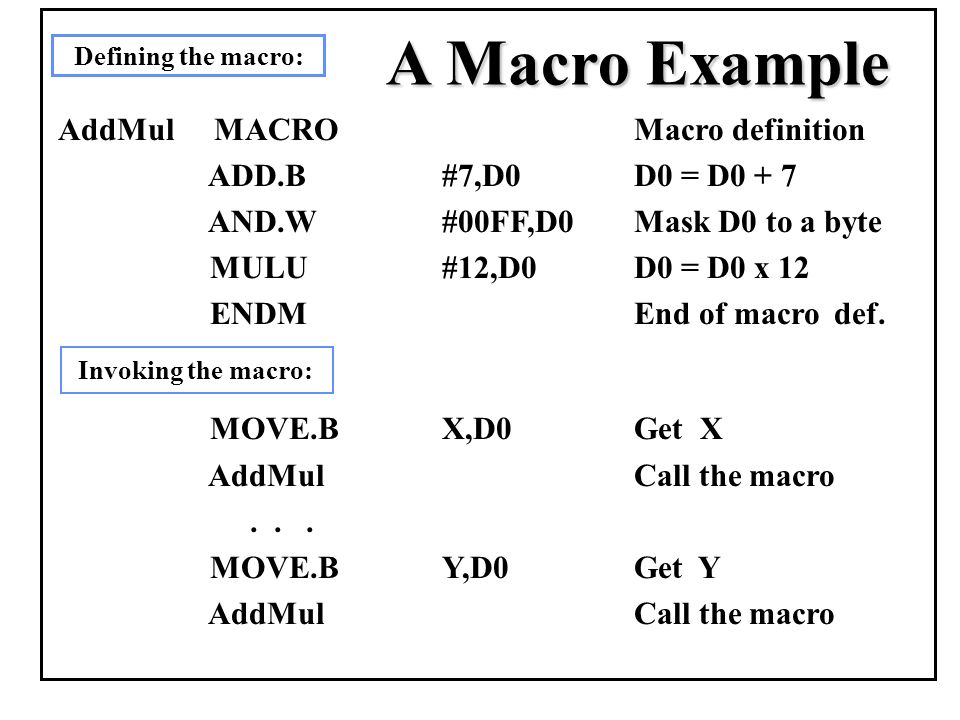 Defining the macro:
A Macro Example
AddMul MACRO Macro definition
ADD.B #7,D0 D0 = D0 + 7
AND.W #00FF,D0 Mask D0 to a byte
MULU #12,D0 D0 = D0 x 12
ENDM End of macro def.
Invoking the macro:
MOVE.B X,D0 Get X
AddMul Call the macro
. . .
MOVE.B Y,D0 Get Y
AddMul Call the macro